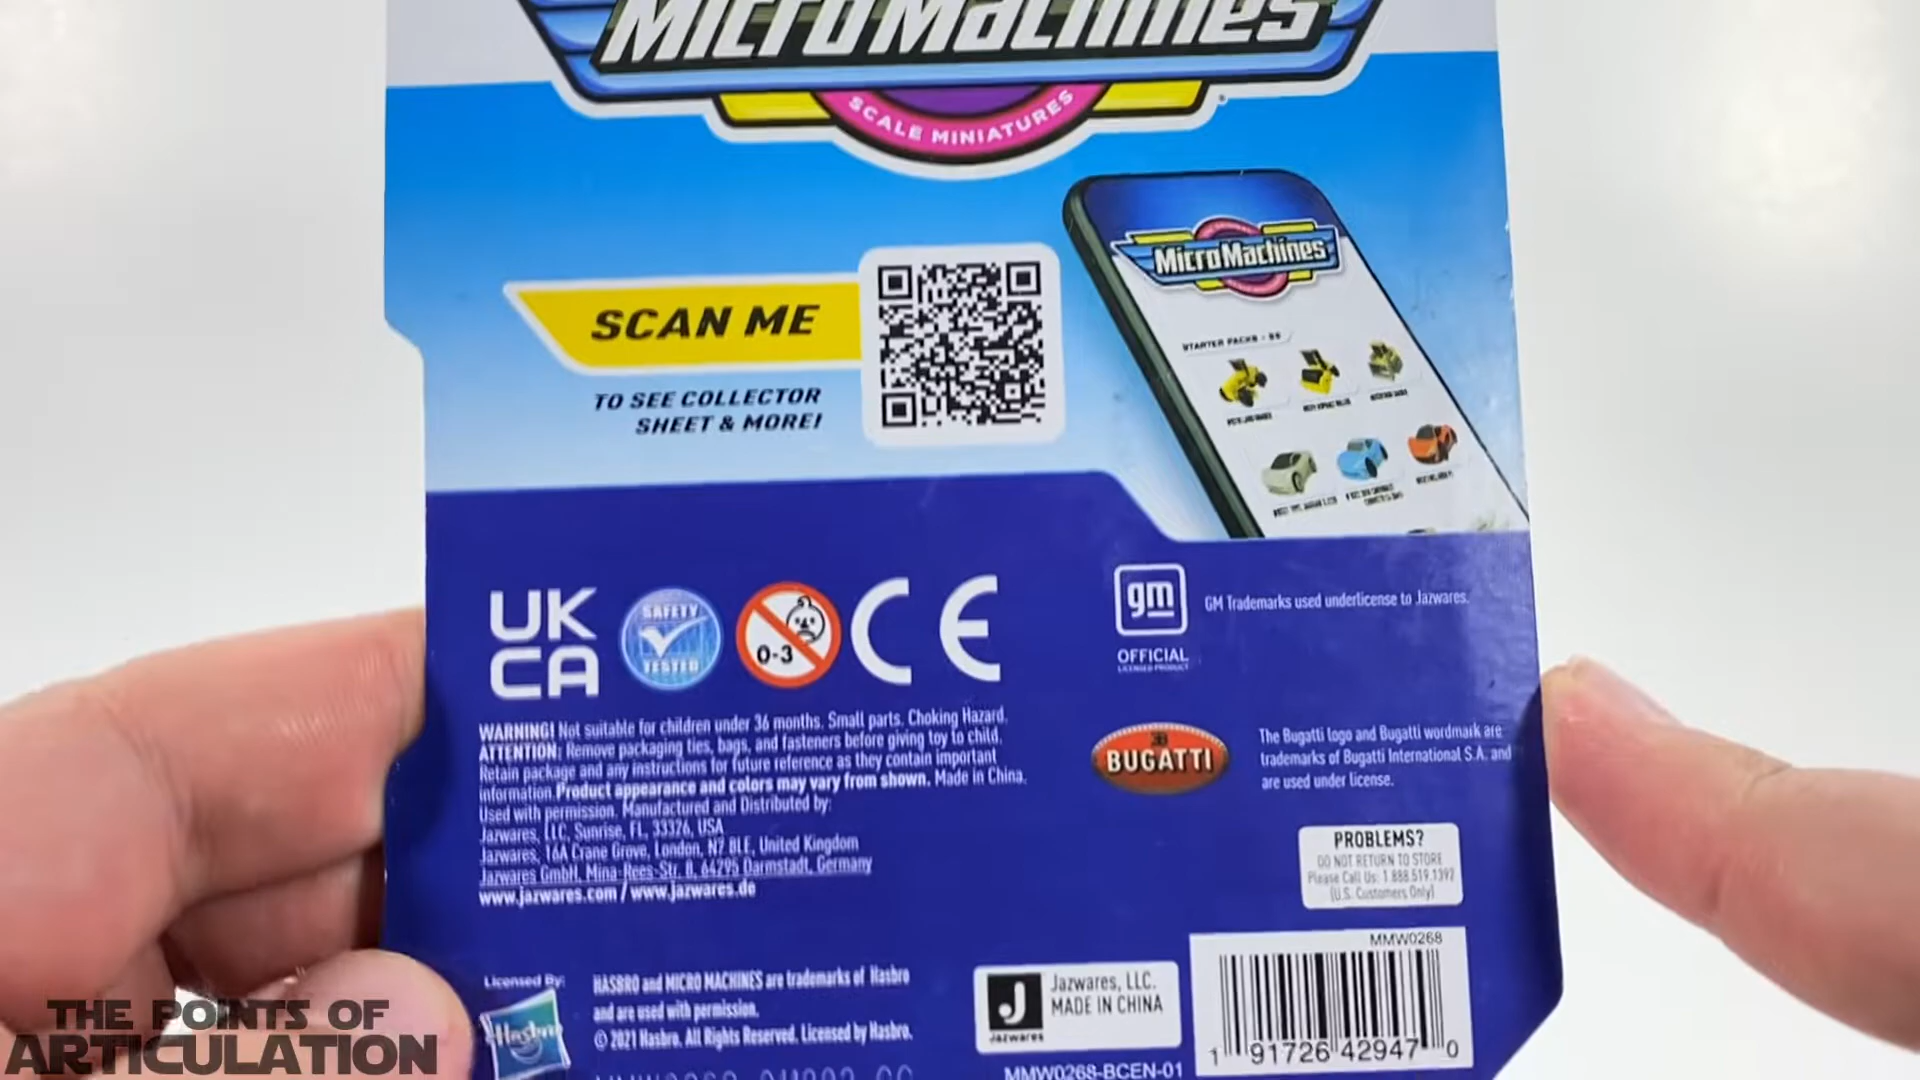 MicroMachines
SCALE MINIATURES
MicroMachines
STARTER PACKS - S5
SCAN ME
TO SEE COLLECTOR
SHEET & MORE!
UK
CA
SAFETY
TESTED
0-3
CE
gm
OFFICIAL
LICENSED PRODUCT
GM Trademarks used underlicense to Jazwares.
WARNING! Not suitable for children under 36 months. Small parts. Choking Hazard.
ATTENTION: Remove packaging ties, bags, and fasteners before giving toy to child.
Retain package and any instructions for future reference as they contain important
information. Product appearance and colors may vary from shown. Made in China.
Used with permission. Manufactured and Distributed by:
Jazwares, LLC, Sunrise, FL, 33326, USA
Jazwares, 16A Crane Grove, London, N7 8LE, United Kingdom
Jazwares GmbH, Mina-Rees-Str. 8, 64295 Darmstadt, Germany
www.jazwares.com / www.jazwares.de
BUGATTI
The Bugatti logo and Bugatti wordmark are
trademarks of Bugatti International S.A. and
are used under license.
PROBLEMS?
DO NOT RETURN TO STORE
Please Call Us: 1.888.519.1392
(U.S. Customers Only)
Licensed By:
Hasbro
HASBRO and MICRO MACHINES are trademarks of Hasbro
and are used with permission.
© 2021 Hasbro. All Rights Reserved. Licensed by Hasbro.
J
Jazwares
Jazwares, LLC.
MADE IN CHINA
MMW0268-BCEN-01
MMW0268
1 91726 42947 0
THE POINTS OF
ARTICULATION